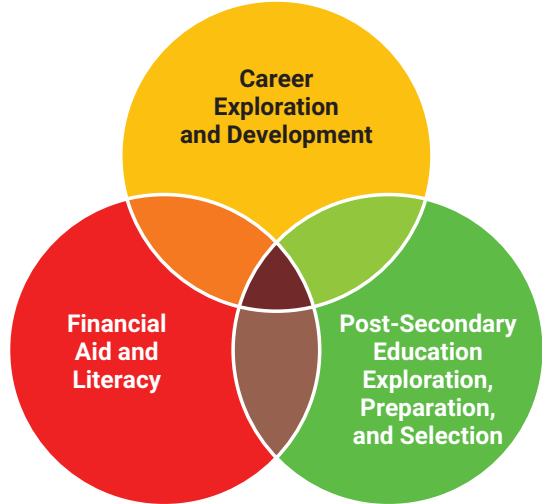 Career
Exploration
and Development
Financial
Aid and
Literacy
Post-Secondary
Education
Exploration,
Preparation,
and Selection